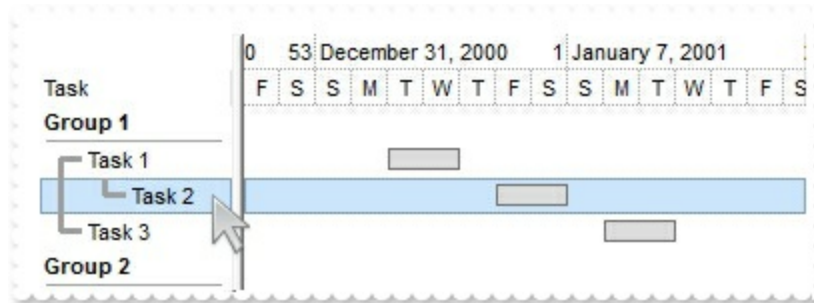 0 53 December 31, 2000 1 January 7, 2001
Task F S S M T W T F S S M T W T F S
Group 1
Task 1
Task 2
Task 3
Group 2